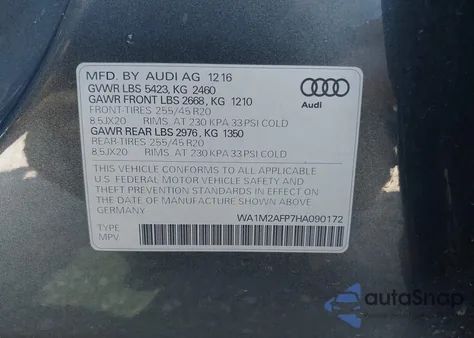 MFD. BY AUDI AG 12 16
GVWR LBS 5423, KG 2460
GAWR FRONT LBS 2668, KG 1210
FRONT-TIRES 255/45 R20
8.5JX20 RIMS. AT 230 KPA 33 PSI COLD
GAWR REAR LBS 2976, KG 1350
REAR-TIRES 255/45 R20
8.5JX20 RIMS. AT 230 KPA 33 PSI COLD
Audi
THIS VEHICLE CONFORMS TO ALL APPLICABLE
U.S. FEDERAL MOTOR VEHICLE SAFETY AND
THEFT PREVENTION STANDARDS IN EFFECT ON
THE DATE OF MANUFACTURE SHOWN ABOVE
GERMANY
WA1M2AFP7HA090172
TYPE
MPV
autoSnap